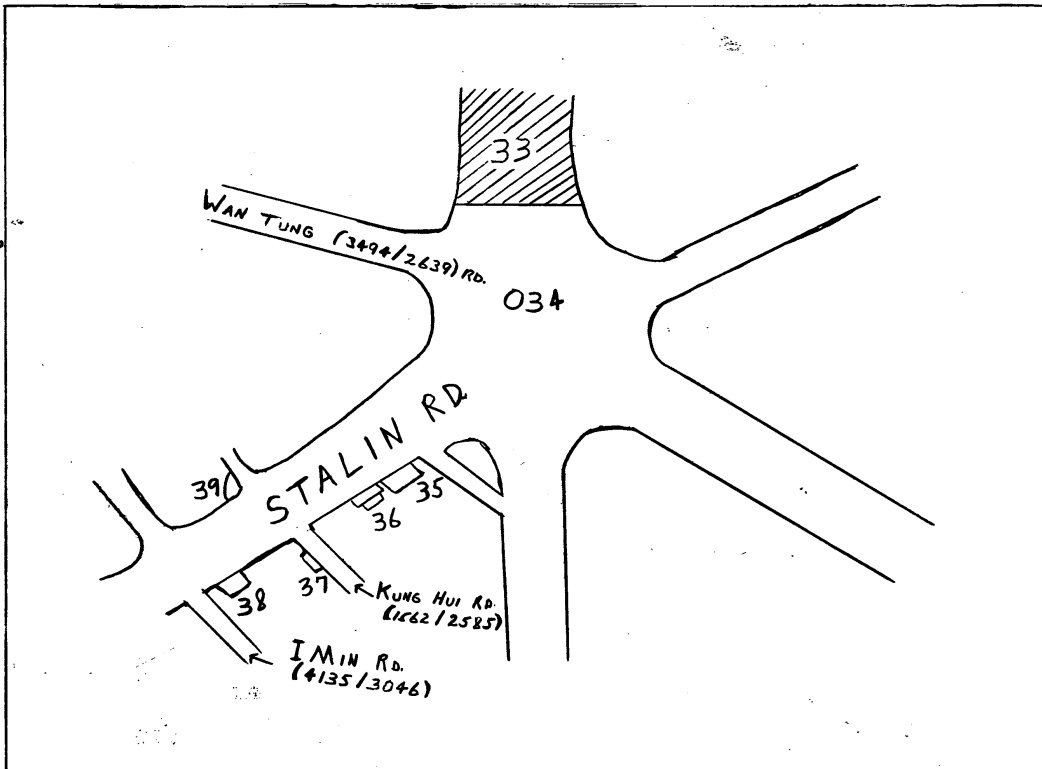 33
WAN TUNG (3494/2639) RD.
034
STALIN RD
39
35
36
37
38
KUNG HUI RD.
(1562/2585)
I MIN RD.
(4135/3046)